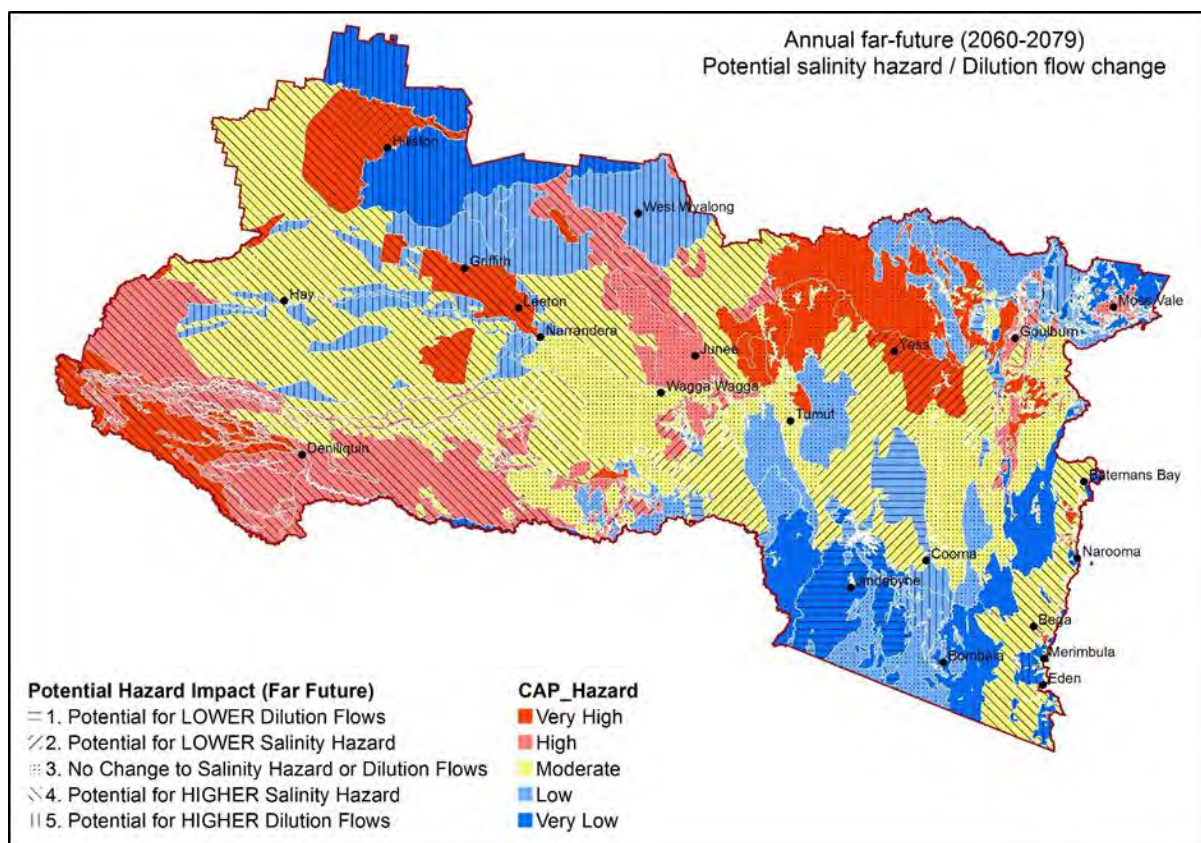 Annual far-future (2060-2079)
Potential salinity hazard / Dilution flow change
Hillston
West Wyalong
Griffith
Hay
Leeton
Moss Vale
Narrandera
Goulburn
Junee
Yass
Wagga Wagga
Tumut
Deniliquin
Batemans Bay
Cooma
Narooma
Jindabyne
Bega
Bombala
Merimbula
Eden
Potential Hazard Impact (Far Future)
1. Potential for LOWER Dilution Flows
2. Potential for LOWER Salinity Hazard
3. No Change to Salinity Hazard or Dilution Flows
4. Potential for HIGHER Salinity Hazard
5. Potential for HIGHER Dilution Flows
CAP_Hazard
Very High
High
Moderate
Low
Very Low